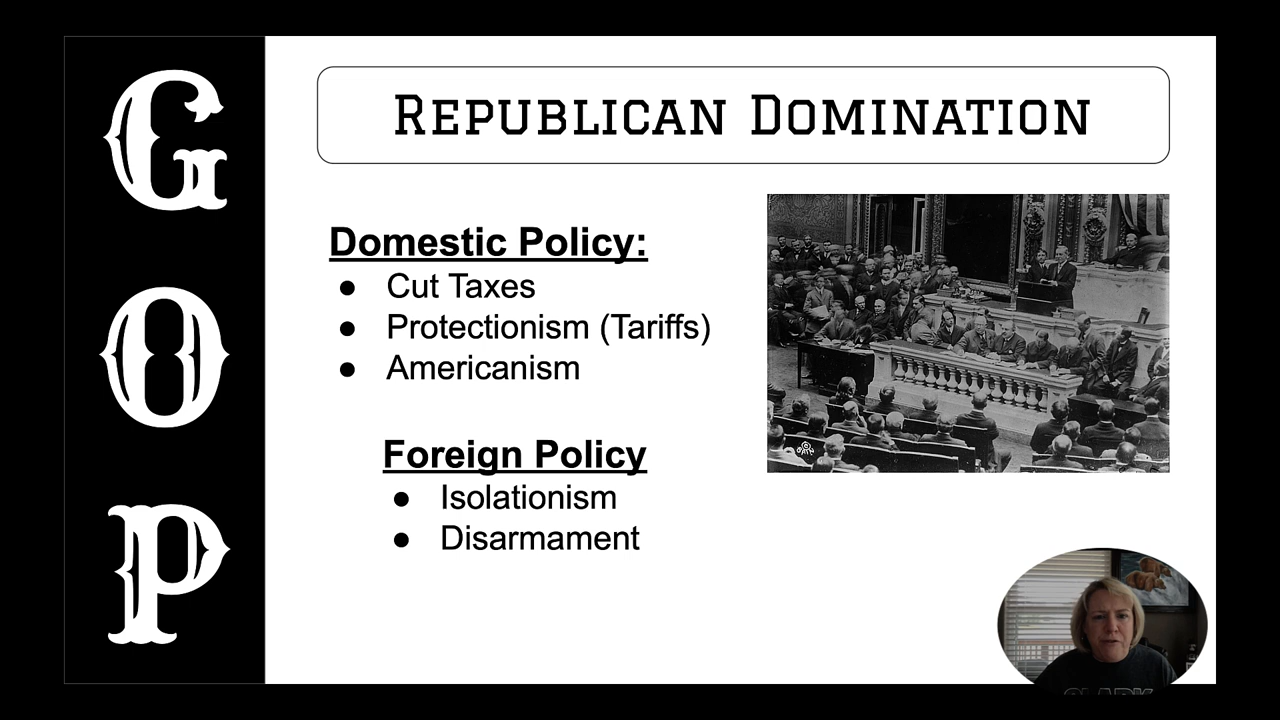 G
O
P
Republican Domination
Domestic Policy:
● Cut Taxes
● Protectionism (Tariffs)
● Americanism
Foreign Policy
● Isolationism
● Disarmament